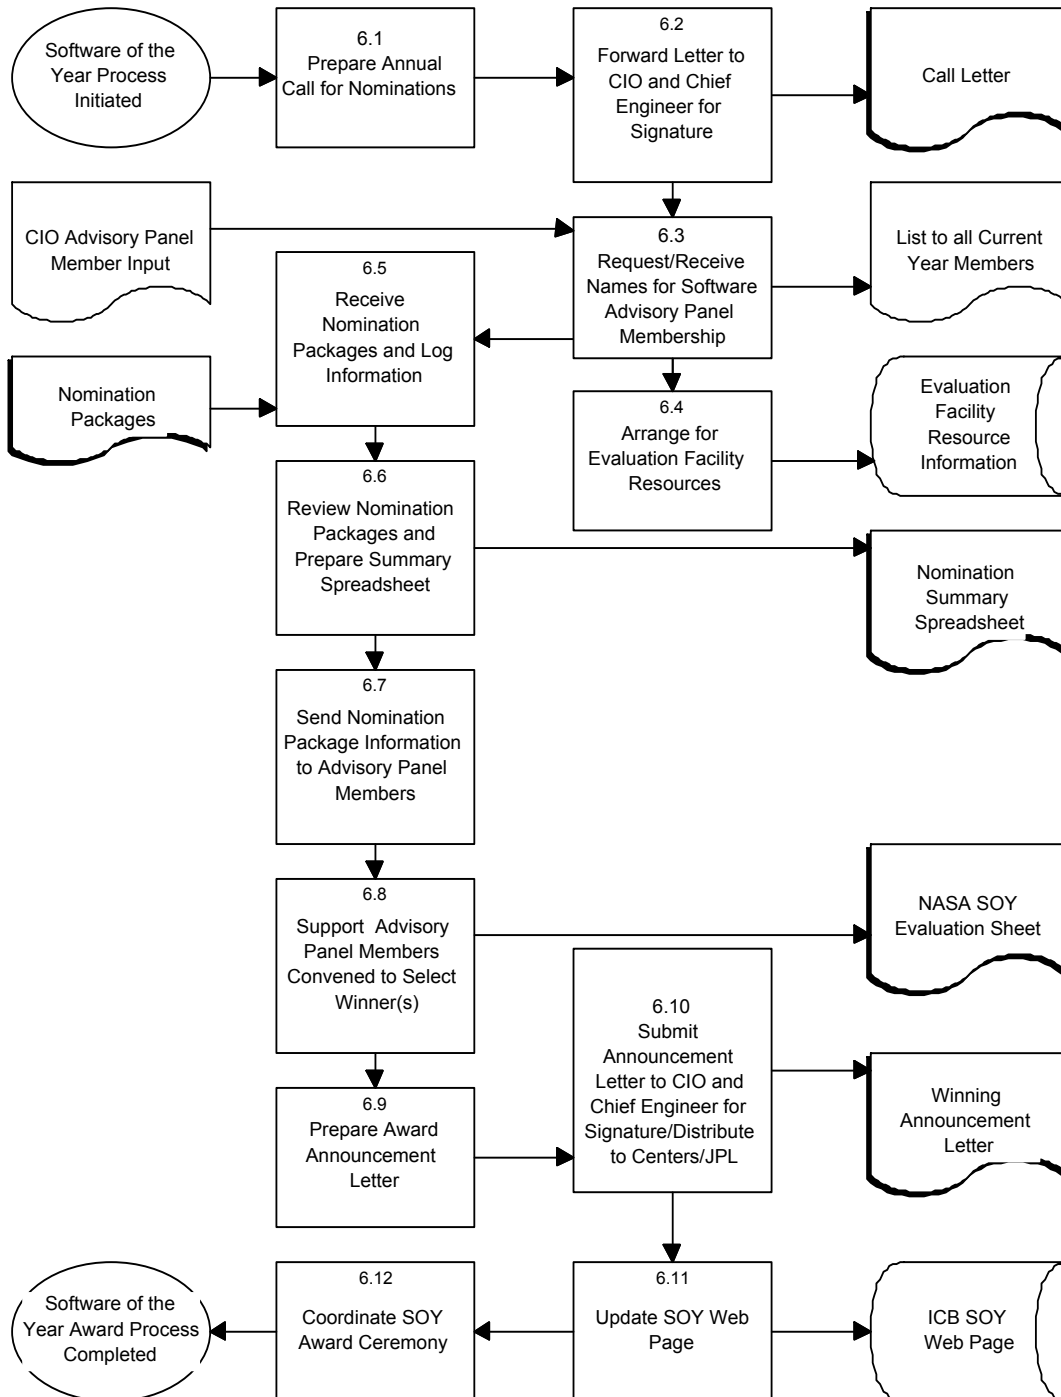 Software of the
Year Process
Initiated
6.1
Prepare Annual
Call for Nominations
6.2
Forward Letter to
CIO and Chief
Engineer for
Signature
Call Letter
CIO Advisory Panel
Member Input
6.3
Request/Receive
Names for Software
Advisory Panel
Membership
List to all Current
Year Members
6.5
Receive
Nomination
Packages and Log
Information
Nomination
Packages
6.4
Arrange for
Evaluation Facility
Resources
Evaluation
Facility
Resource
Information
6.6
Review Nomination
Packages and
Prepare Summary
Spreadsheet
Nomination
Summary
Spreadsheet
6.7
Send Nomination
Package Information
to Advisory Panel
Members
6.8
Support Advisory
Panel Members
Convened to Select
Winner(s)
NASA SOY
Evaluation Sheet
6.9
Prepare Award
Announcement
Letter
6.10
Submit
Announcement
Letter to CIO and
Chief Engineer for
Signature/Distribute
to Centers/JPL
Winning
Announcement
Letter
Software of the
Year Award Process
Completed
6.12
Coordinate SOY
Award Ceremony
6.11
Update SOY Web
Page
ICB SOY
Web Page